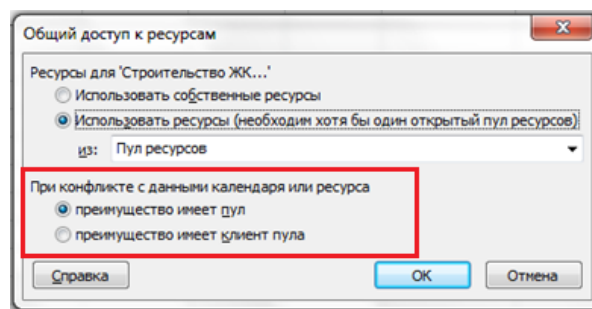 Общий доступ к ресурсам
Ресурсы для 'Строительство ЖК...'
Использовать собственные ресурсы
Использовать ресурсы (необходим хотя бы один открытый пул ресурсов)
из: Пул ресурсов
При конфликте с данными календаря или ресурса
преимущество имеет пул
преимущество имеет клиент пула
Справка ОК Отмена